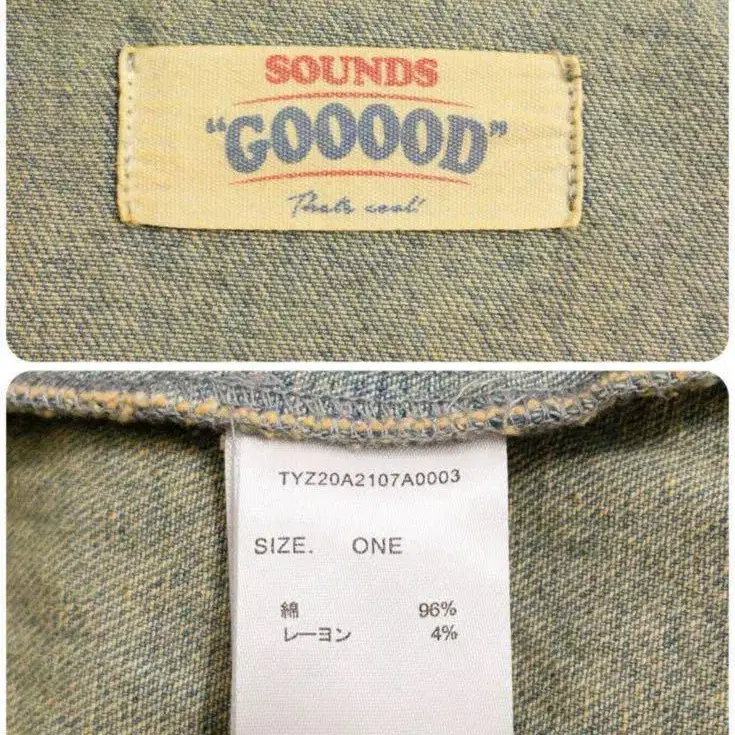 SOUNDS
“GOOOOD”
That's cool!
TYZ20A2107A0003
SIZE. ONE
綿 96%
レーヨン 4%